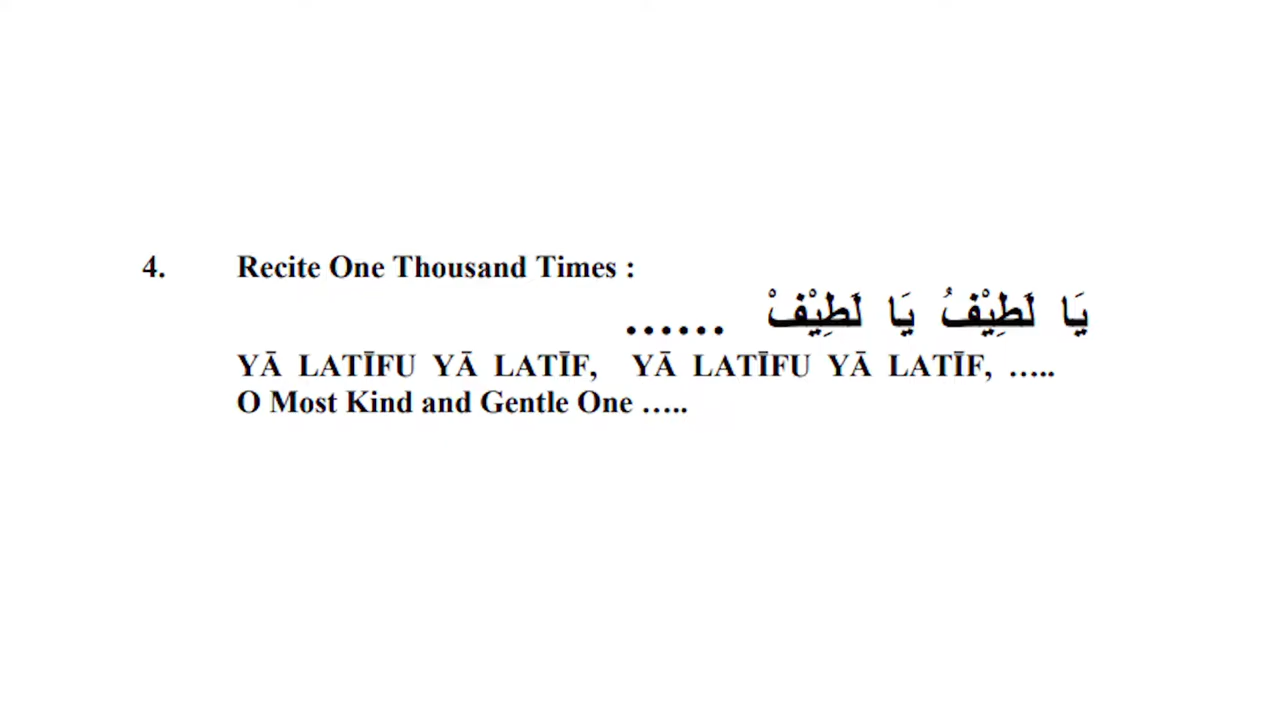 4. Recite One Thousand Times :
يَا لَطِيْفُ يَا لَطِيْفْ ......
YĀ LATĪFU YĀ LATĪF, YĀ LATĪFU YĀ LATĪF, …..
O Most Kind and Gentle One …..